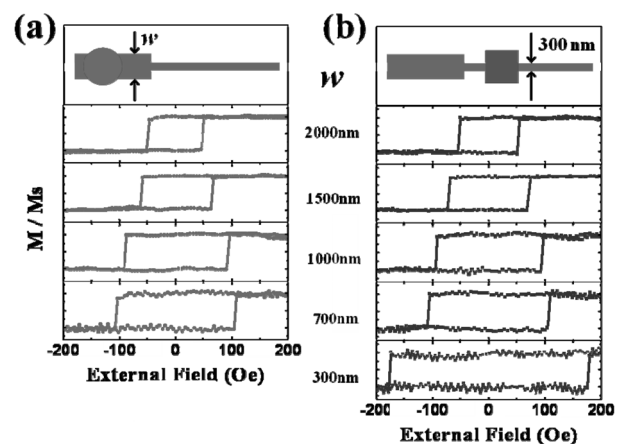 (a)
w
(b)
300 nm
w
2000nm
1500nm
1000nm
700nm
300nm
M / Ms
-200 -100 0 100 200
External Field (Oe)
-200 -100 0 100 200
External Field (Oe)